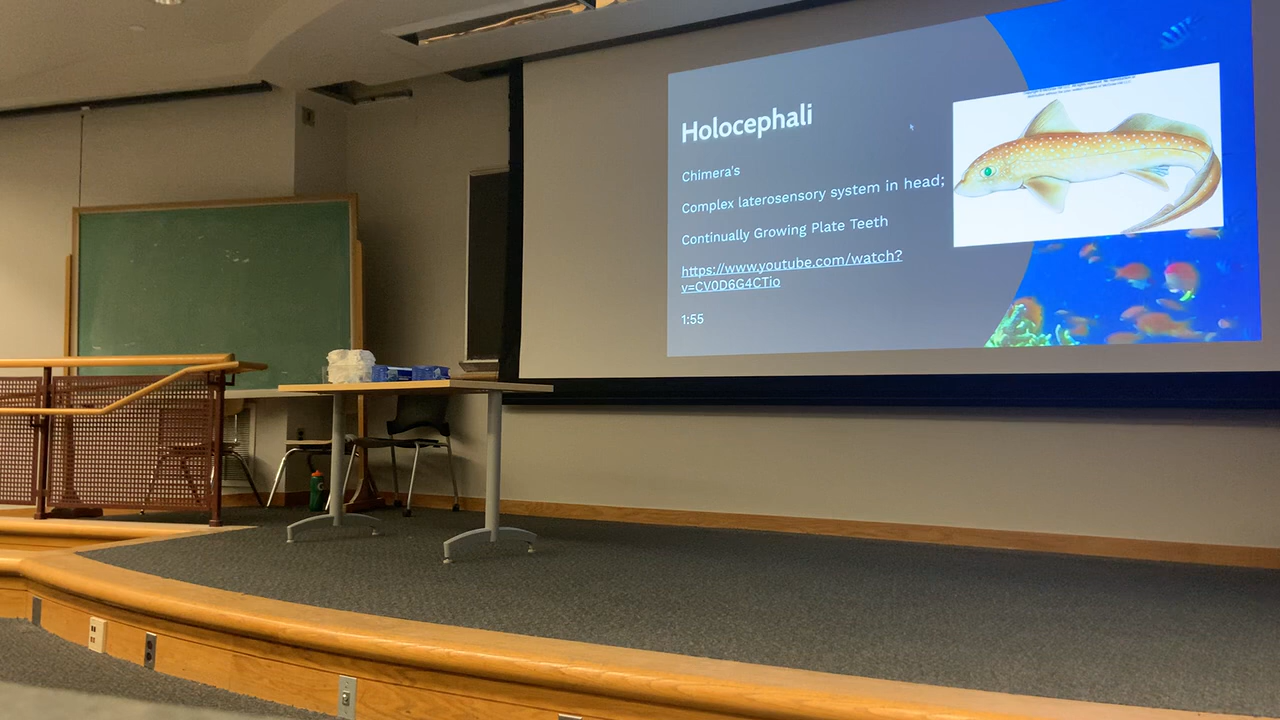 Holocephali
Chimera's
Complex laterosensory system in head;
Continually Growing Plate Teeth
https://www.youtube.com/watch?
v=CV0D6G4CTio
1:55